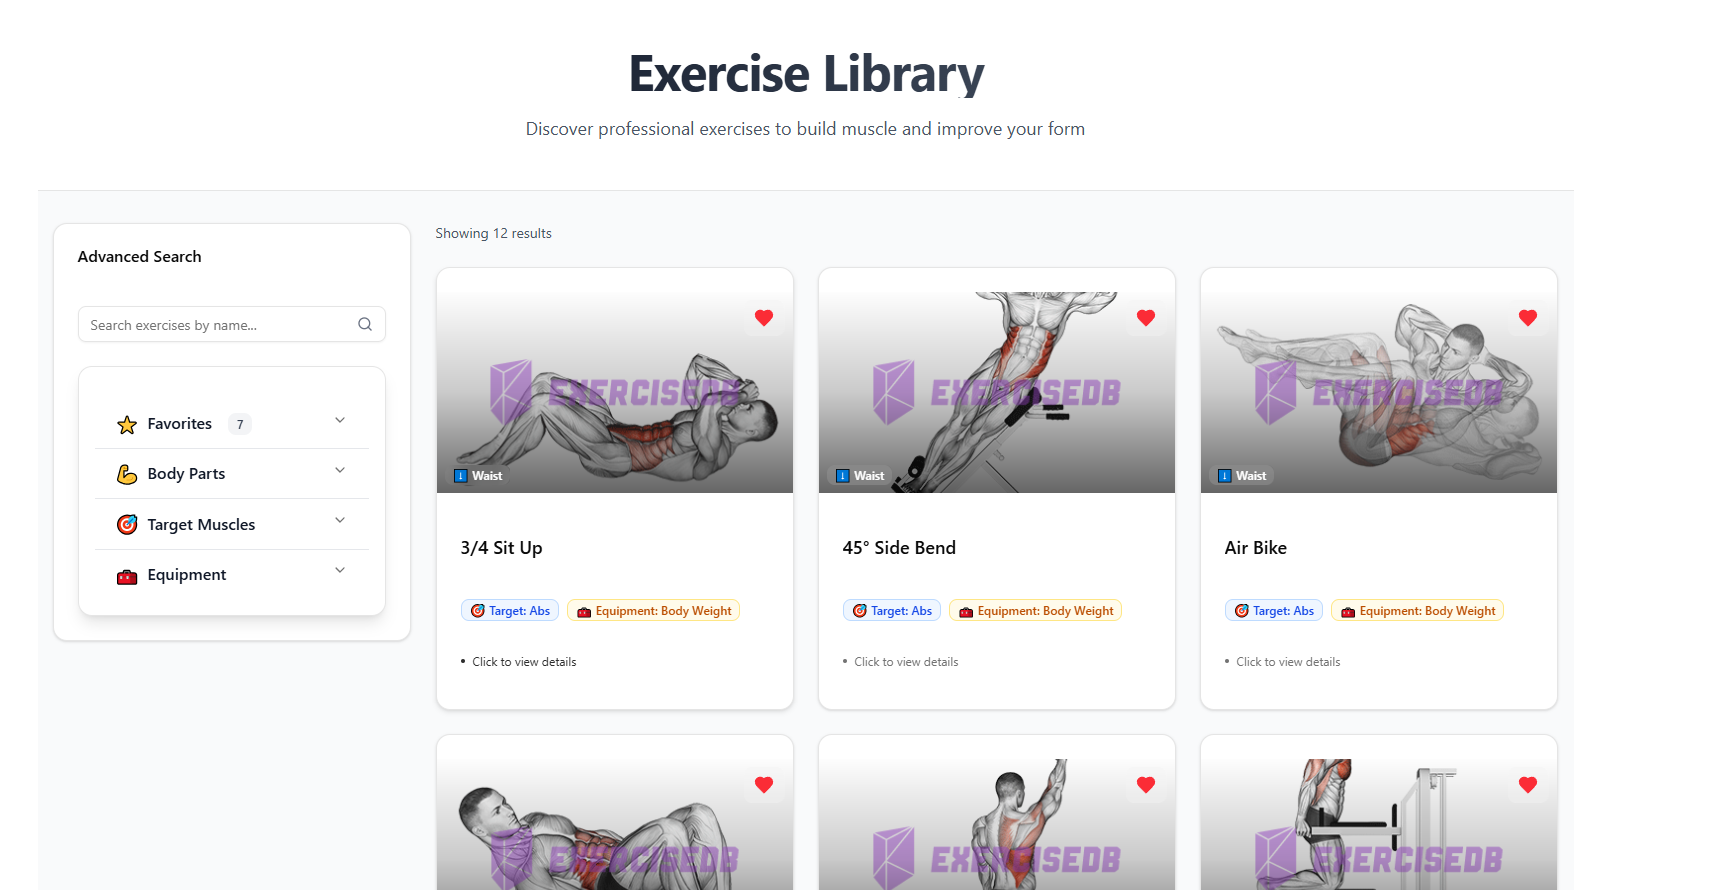 Exercise Library
Discover professional exercises to build muscle and improve your form
Advanced Search
Search exercises by name...
Favorites 7
Body Parts
Target Muscles
Equipment
Showing 12 results
EXERCISEDB
Waist
3/4 Sit Up
Target: Abs
Equipment: Body Weight
• Click to view details
EXERCISEDB
Waist
45° Side Bend
Target: Abs
Equipment: Body Weight
• Click to view details
EXERCISEDB
Waist
Air Bike
Target: Abs
Equipment: Body Weight
• Click to view details
EXERCISEDB
EXERCISEDB
EXERCISEDB